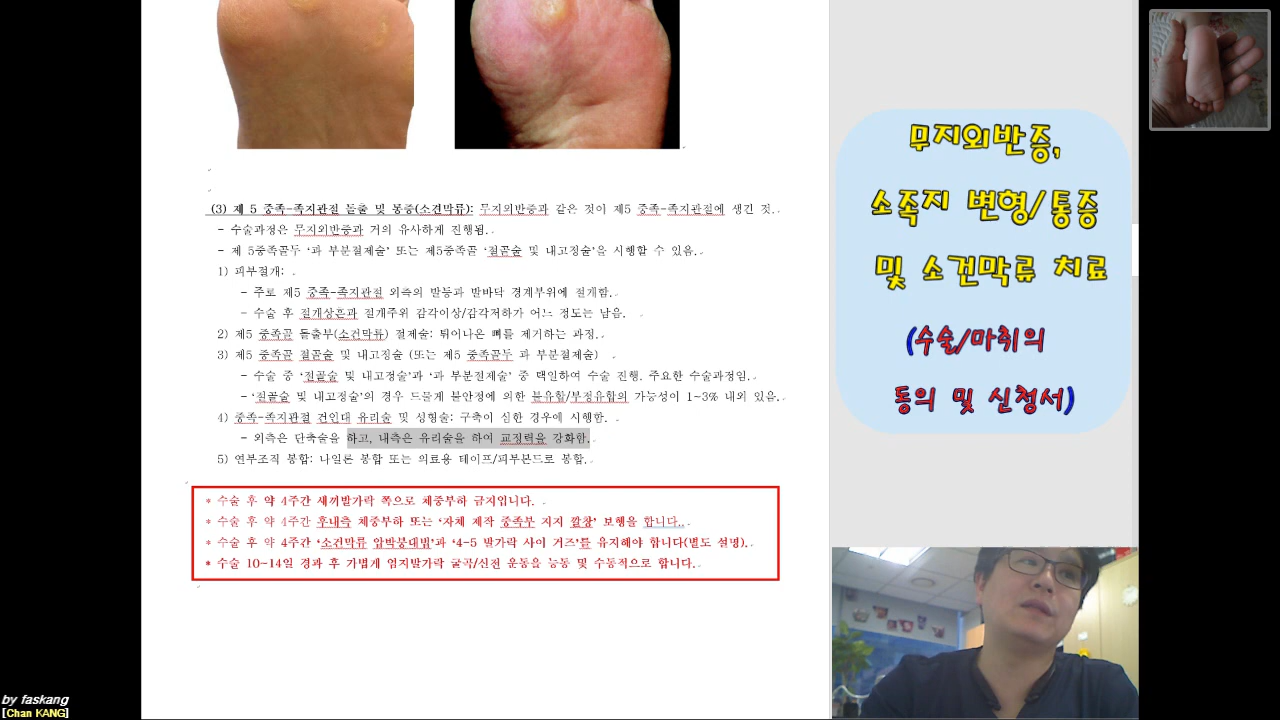 (3) 제 5 중족-족지관절 돌출 및 통증(소건막류): 무지외반증과 같은 것이 제5 중족-족지관절에 생긴 것.
- 수술과정은 무지외반증과 거의 유사하게 진행됨.
- 제 5중족골두 ‘과 부분절제술’ 또는 제5중족골 ‘절골술 및 내고정술’을 시행할 수 있음.
1) 피부절개:
- 주로 제5 중족-족지관절 외측의 발등과 발바닥 경계부위에 절개함.
- 수술 후 절개상흔과 절개주위 감각이상/감각저하가 어느 정도는 남음.
2) 제5 중족골 돌출부(소건막류) 절제술: 튀어나온 뼈를 제거하는 과정.
3) 제5 중족골 절골술 및 내고정술 (또는 제5 중족골두 과 부분절제술)
- 수술 중 ‘절골술 및 내고정술’과 ‘과 부분절제술’ 중 택일하여 수술 진행. 주요한 수술과정임.
- ‘절골술 및 내고정술’의 경우 드물게 불안정에 의한 불유합/부정유합의 가능성이 1~3% 내외 있음.
4) 중족-족지관절 건인대 유리술 및 성형술: 구축이 심한 경우에 시행함.
- 외측은 단축술을 하고, 내측은 유리술을 하여 교정력을 강화함.
5) 연부조직 봉합: 나일론 봉합 또는 의료용 테이프/피부본드로 봉합.
* 수술 후 약 4주간 새끼발가락 쪽으로 체중부하 금지입니다.
* 수술 후 약 4주간 후내측 체중부하 또는 ‘자체 제작 중족부 지지 깔창’ 보행을 합니다..
* 수술 후 약 4주간 ‘소건막류 압박붕대법’과 ‘4-5 발가락 사이 거즈’를 유지해야 합니다(별도 설명).
* 수술 10~14일 경과 후 가볍게 엄지발가락 굴곡/신전 운동을 능동 및 수동적으로 합니다.
무지외반증,
소족지 변형/통증
및 소건막류 치료
(수술/마취의
동의 및 신청서)
by faskang
[Chan KANG]